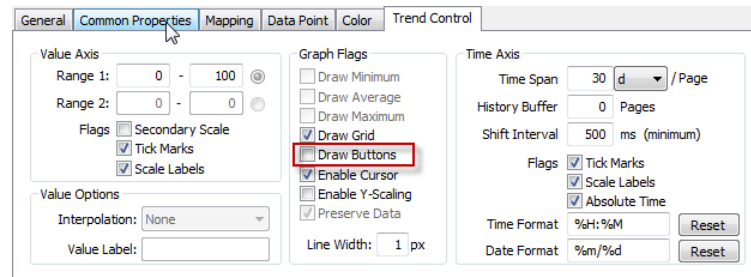 General Common Properties Mapping Data Point Color Trend Control
Value Axis
Range 1: 0 - 100
Range 2: 0 - 0
Flags Secondary Scale
Tick Marks
Scale Labels
Value Options
Interpolation: None
Value Label:
Graph Flags
Draw Minimum
Draw Average
Draw Maximum
Draw Grid
Draw Buttons
Enable Cursor
Enable Y-Scaling
Preserve Data
Line Width: 1 px
Time Axis
Time Span 30 d / Page
History Buffer 0 Pages
Shift Interval 500 ms (minimum)
Flags Tick Marks
Scale Labels
Absolute Time
Time Format %H:%M Reset
Date Format %m/%d Reset